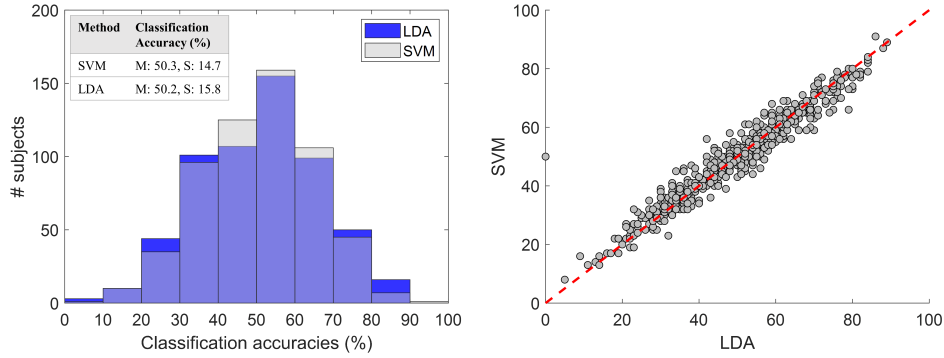 200
150
100
50
0
# subjects
Method Classification
Accuracy (%)
SVM M: 50.3, S: 14.7
LDA M: 50.2, S: 15.8
LDA
SVM
0 10 20 30 40 50 60 70 80 90 100
Classification accuracies (%)
100
80
60
40
20
0
SVM
0 20 40 60 80 100
LDA